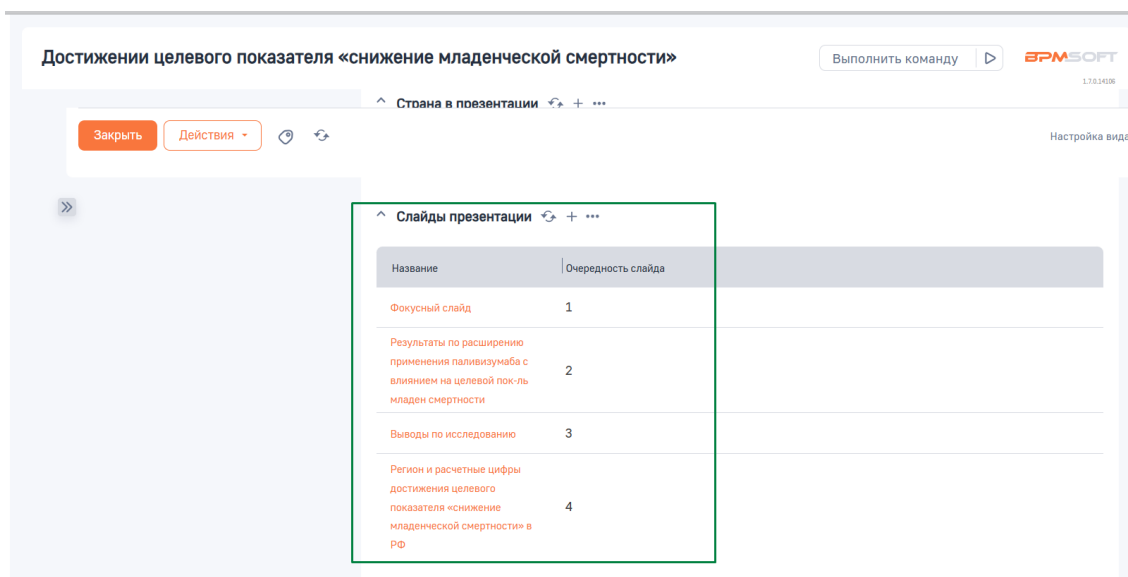 Достижении целевого показателя «снижение младенческой смертности»
Выполнить команду
BPMSOFT
1.7.0.14106
Страна в презентации
Закрыть
Действия
Настройка вида
Слайды презентации
Название
Очередность слайда
Фокусный слайд
1
Результаты по расширению
применения паливизумаба с
влиянием на целевой пок-ль
младен смертности
2
Выводы по исследованию
3
Регион и расчетные цифры
достижения целевого
показателя «снижение
младенческой смертности» в
РФ
4